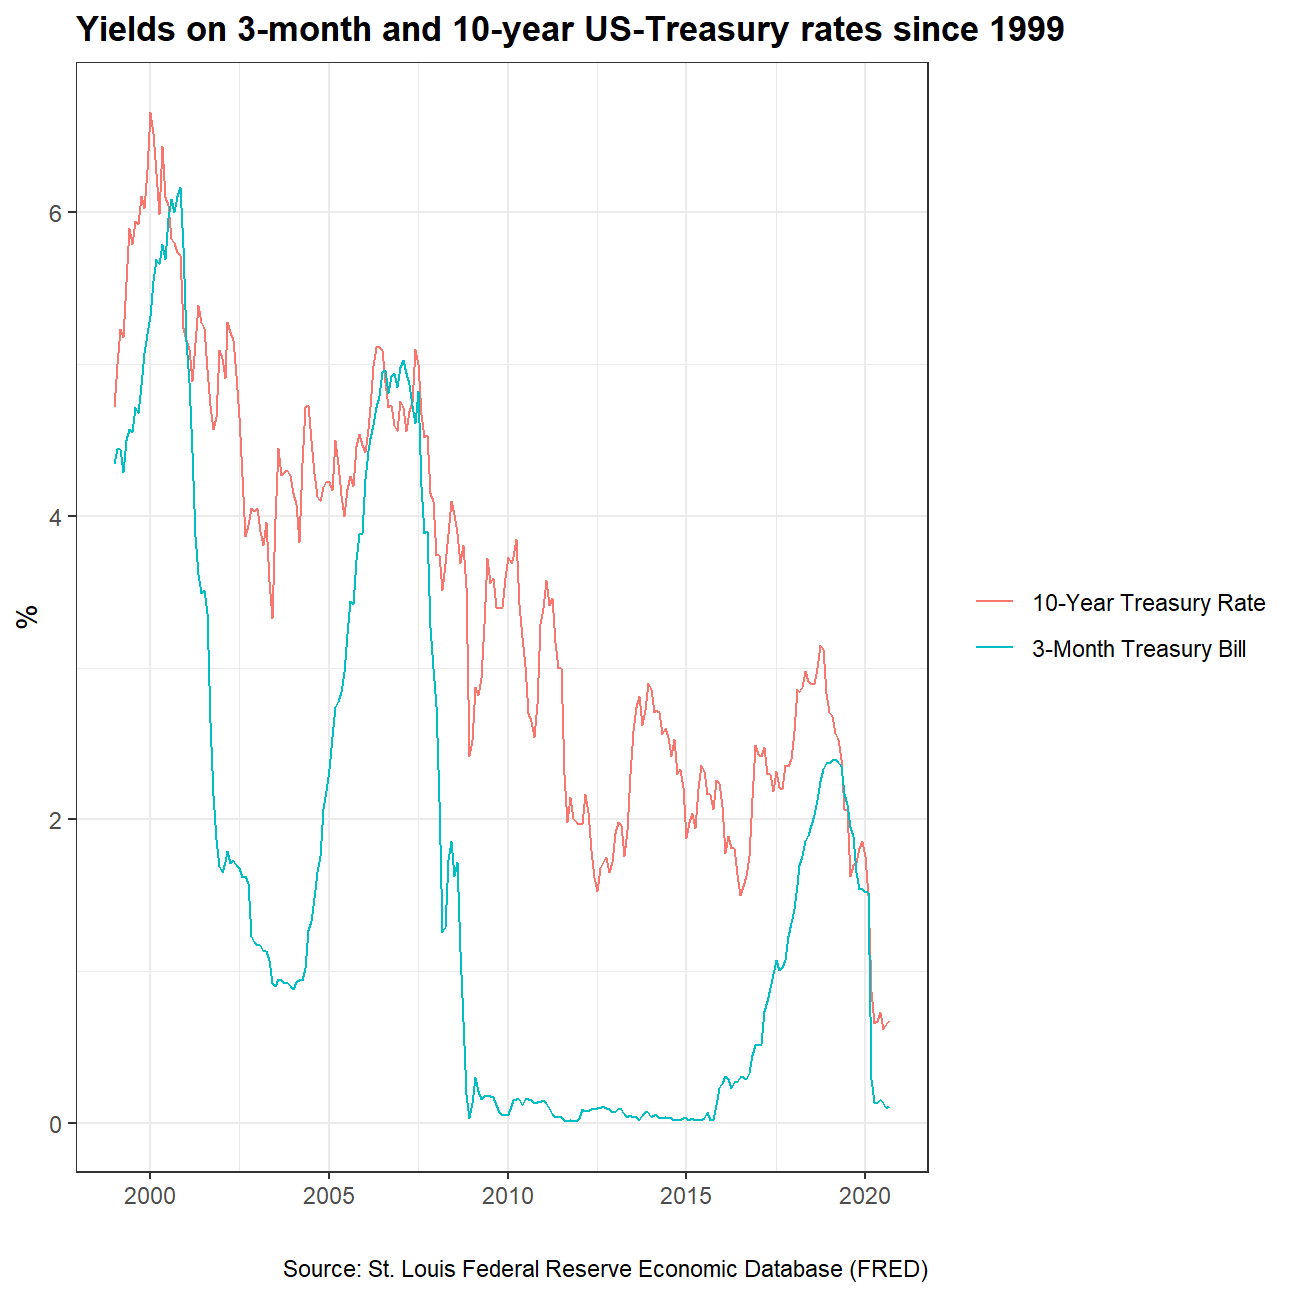 Yields on 3-month and 10-year US-Treasury rates since 1999
6
4
2
0
%
2000
2005
2010
2015
2020
10-Year Treasury Rate
3-Month Treasury Bill
Source: St. Louis Federal Reserve Economic Database (FRED)